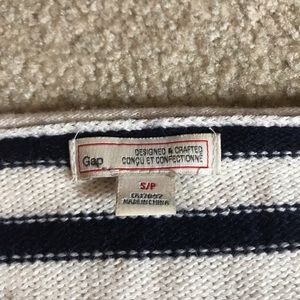 Gap
DESIGNED & CRAFTED
CONÇU ET CONFECTIONNÉ
S/P
MADE IN CHINA